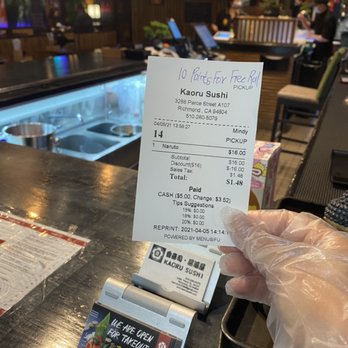 10 Points For Free Roll
PICKUP
Kaoru Sushi
3288 Pierce Street A107
Richmond, CA 94804
510-280-8079
04/05/21 13:58:27
14 Mindy
PICKUP
1 Naruto $16.00
Subtotal $16.00
Discount($16) $16.00
Sales Tax: $1.48
Total: $1.48
Paid
CASH ($5.00, Change: $3.52)
Tips Suggestions
15%: $0.00
18%: $0.00
20%: $0.00
REPRINT: 2021-04-05 14:14:
POWERED BY MENUSIFU
KAORU SUSHI
WE ARE OPEN
FOR TAKEOUT